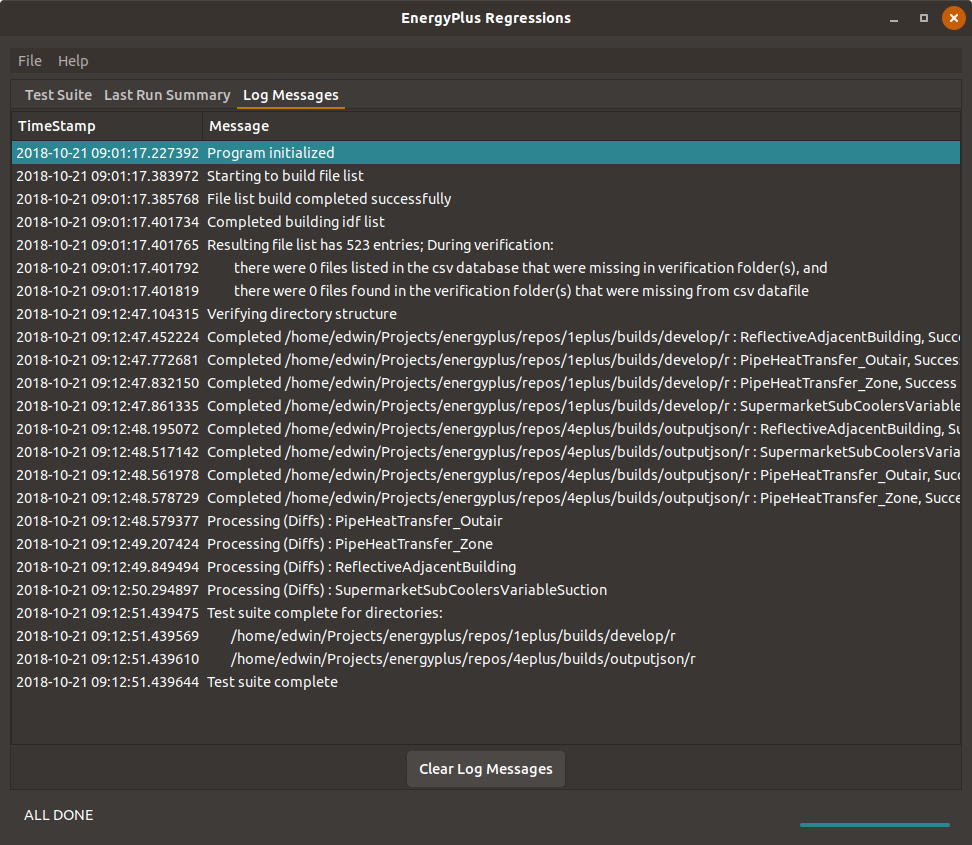 EnergyPlus Regressions
File Help
Test Suite Last Run Summary Log Messages
TimeStamp Message
2018-10-21 09:01:17.227392 Program initialized
2018-10-21 09:01:17.383972 Starting to build file list
2018-10-21 09:01:17.385768 File list build completed successfully
2018-10-21 09:01:17.401734 Completed building idf list
2018-10-21 09:01:17.401765 Resulting file list has 523 entries; During verification:
2018-10-21 09:01:17.401792 there were 0 files listed in the csv database that were missing in verification folder(s), and
2018-10-21 09:01:17.401819 there were 0 files found in the verification folder(s) that were missing from csv datafile
2018-10-21 09:12:47.104315 Verifying directory structure
2018-10-21 09:12:47.452224 Completed /home/edwin/Projects/energyplus/repos/1eplus/builds/develop/r : ReflectiveAdjacentBuilding, Succ
2018-10-21 09:12:47.772681 Completed /home/edwin/Projects/energyplus/repos/1eplus/builds/develop/r : PipeHeatTransfer_Outair, Succes
2018-10-21 09:12:47.832150 Completed /home/edwin/Projects/energyplus/repos/1eplus/builds/develop/r : PipeHeatTransfer_Zone, Success
2018-10-21 09:12:47.861335 Completed /home/edwin/Projects/energyplus/repos/1eplus/builds/develop/r : SupermarketSubCoolersVariable
2018-10-21 09:12:48.195072 Completed /home/edwin/Projects/energyplus/repos/4eplus/builds/outputjson/r : ReflectiveAdjacentBuilding, Su
2018-10-21 09:12:48.517142 Completed /home/edwin/Projects/energyplus/repos/4eplus/builds/outputjson/r : SupermarketSubCoolersVaria
2018-10-21 09:12:48.561978 Completed /home/edwin/Projects/energyplus/repos/4eplus/builds/outputjson/r : PipeHeatTransfer_Outair, Succ
2018-10-21 09:12:48.578729 Completed /home/edwin/Projects/energyplus/repos/4eplus/builds/outputjson/r : PipeHeatTransfer_Zone, Succe
2018-10-21 09:12:48.579377 Processing (Diffs) : PipeHeatTransfer_Outair
2018-10-21 09:12:49.207424 Processing (Diffs) : PipeHeatTransfer_Zone
2018-10-21 09:12:49.849494 Processing (Diffs) : ReflectiveAdjacentBuilding
2018-10-21 09:12:50.294897 Processing (Diffs) : SupermarketSubCoolersVariableSuction
2018-10-21 09:12:51.439475 Test suite complete for directories:
2018-10-21 09:12:51.439569 /home/edwin/Projects/energyplus/repos/1eplus/builds/develop/r
2018-10-21 09:12:51.439610 /home/edwin/Projects/energyplus/repos/4eplus/builds/outputjson/r
2018-10-21 09:12:51.439644 Test suite complete
Clear Log Messages
ALL DONE